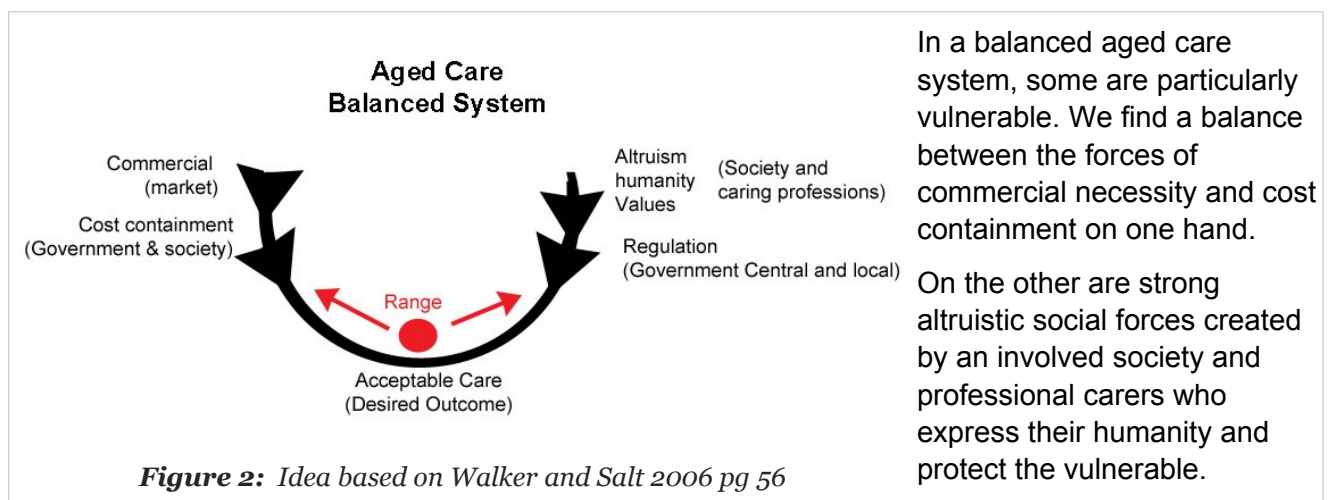 Aged Care
Balanced System
Commercial
(market)
Cost containment
(Government & society)
Altruism
humanity
Values
(Society and
caring professions)
Regulation
(Government Central and local)
Range
Acceptable Care
(Desired Outcome)
Figure 2: Idea based on Walker and Salt 2006 pg 56
In a balanced aged care
system, some are particularly
vulnerable. We find a balance
between the forces of
commercial necessity and cost
containment on one hand.
On the other are strong
altruistic social forces created
by an involved society and
professional carers who
express their humanity and
protect the vulnerable.